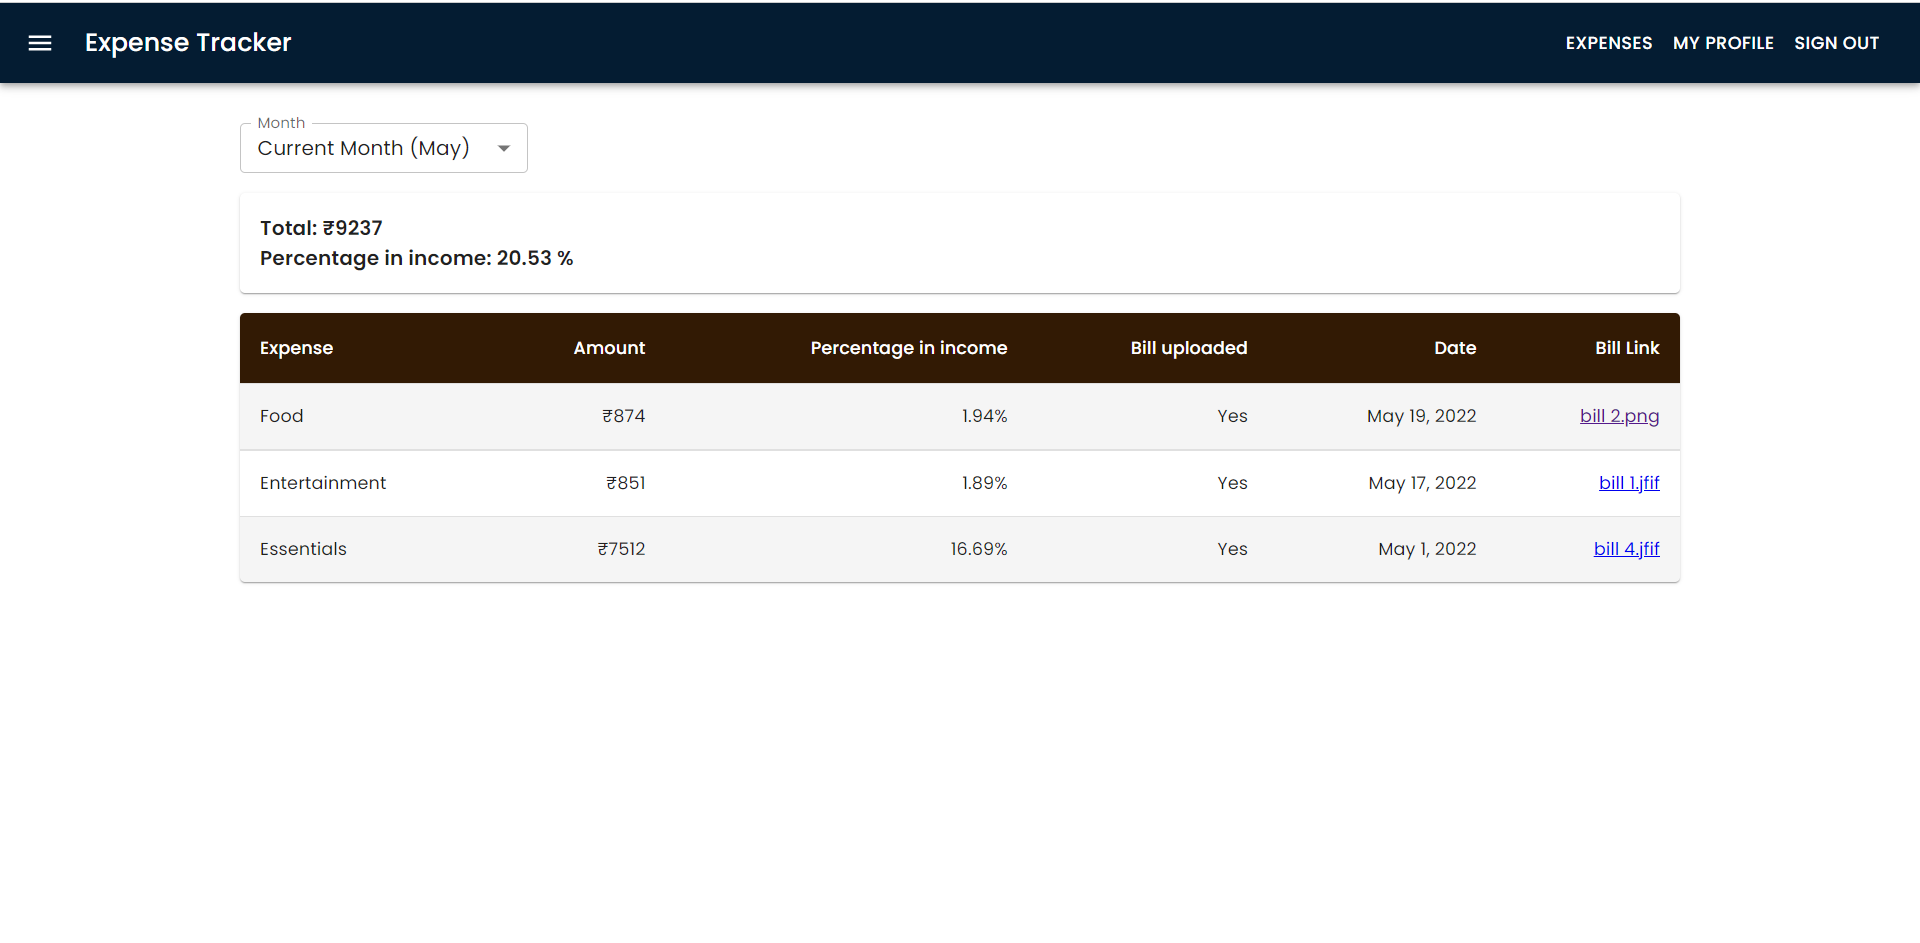 Expense Tracker EXPENSES MY PROFILE SIGN OUT
Month
Current Month (May)
Total: ₹9237
Percentage in income: 20.53 %
Expense Amount Percentage in income Bill uploaded Date Bill Link
Food ₹874 1.94% Yes May 19, 2022 bill 2.png
Entertainment ₹851 1.89% Yes May 17, 2022 bill 1.jfif
Essentials ₹7512 16.69% Yes May 1, 2022 bill 4.jfif